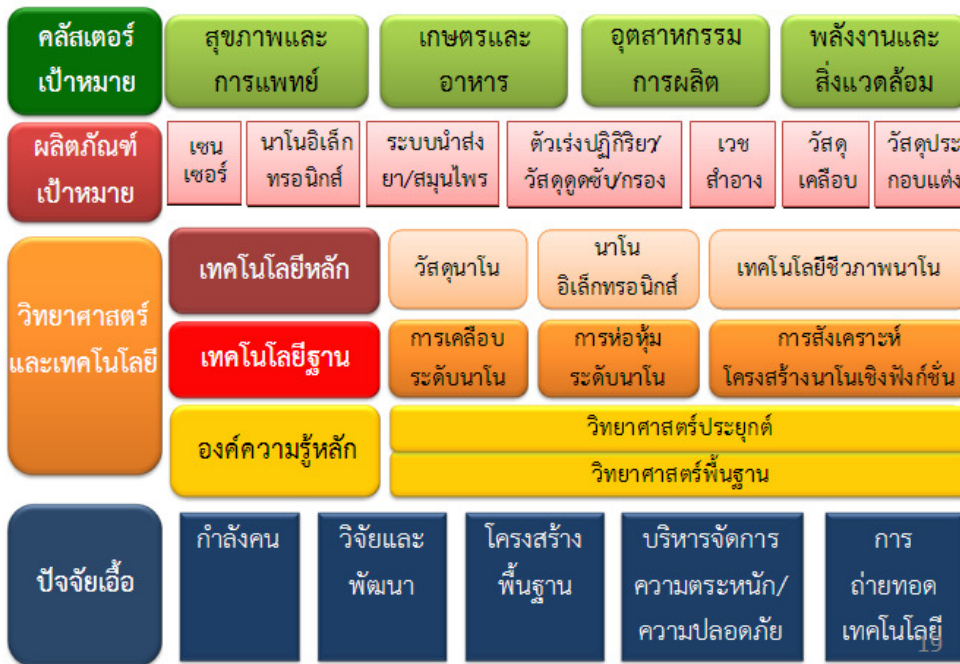 คลัสเตอร์
เป้าหมาย
สุขภาพและ
การแพทย์
เกษตรและ
อาหาร
อุตสาหกรรม
การผลิต
พลังงานและ
สิ่งแวดล้อม
ผลิตภัณฑ์
เป้าหมาย
เซน
เซอร์
นาโนอิเล็ก
ทรอนิกส์
ระบบนำส่ง
ยา/สมุนไพร
ตัวเร่งปฏิกิริยา/
วัสดุดูดซับ/กรอง
เวช
สำอาง
วัสดุ
เคลือบ
วัสดุประ
กอบแต่ง
วิทยาศาสตร์
และเทคโนโลยี
เทคโนโลยีหลัก
วัสดุนาโน
นาโน
อิเล็กทรอนิกส์
เทคโนโลยีชีวภาพนาโน
เทคโนโลยีฐาน
การเคลือบ
ระดับนาโน
การห่อหุ้ม
ระดับนาโน
การสังเคราะห์
โครงสร้างนาโนเชิงฟังก์ชั่น
องค์ความรู้หลัก
วิทยาศาสตร์ประยุกต์
วิทยาศาสตร์พื้นฐาน
ปัจจัยเอื้อ
กำลังคน
วิจัยและ
พัฒนา
โครงสร้าง
พื้นฐาน
บริหารจัดการ
ความตระหนัก/
ความปลอดภัย
การ
ถ่ายทอด
เทคโนโลยี
19